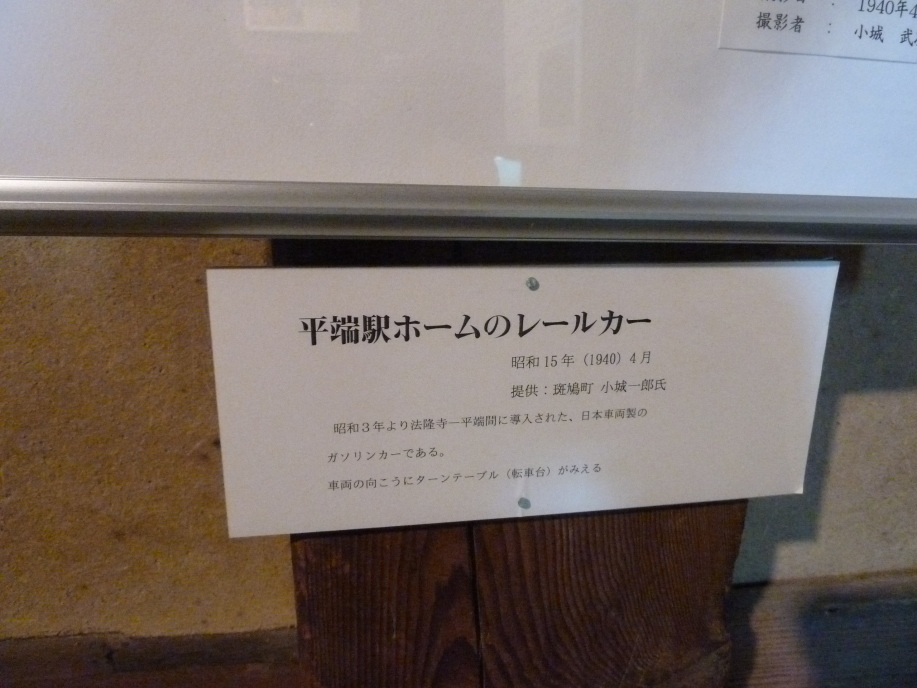 1940年4
撮影者 : 小城 武
平端駅ホームのレールカー
昭和15年（1940）4月
提供：斑鳩町 小城一郎氏
昭和３年より法隆寺―平端間に導入された、日本車両製の
ガソリンカーである。
車両の向こうにターンテーブル（転車台）がみえる